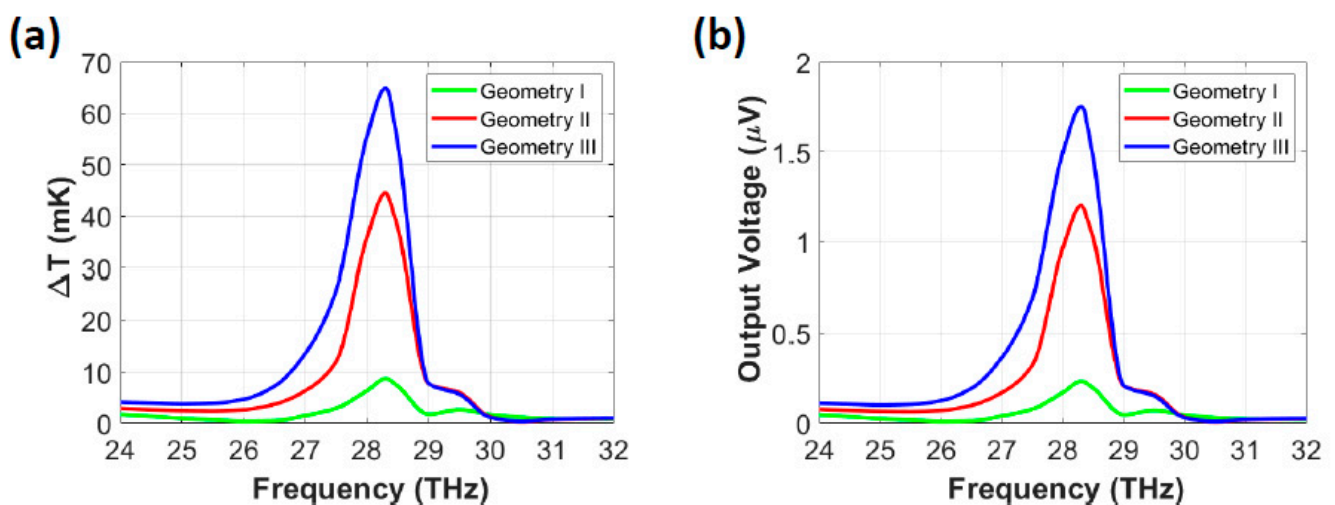 (a)
70
60
50
40
30
20
10
0
ΔT (mK)
Geometry I
Geometry II
Geometry III
24 25 26 27 28 29 30 31 32
Frequency (THz)
(b)
2
1.5
1
0.5
0
Output Voltage (μV)
Geometry I
Geometry II
Geometry III
24 25 26 27 28 29 30 31 32
Frequency (THz)